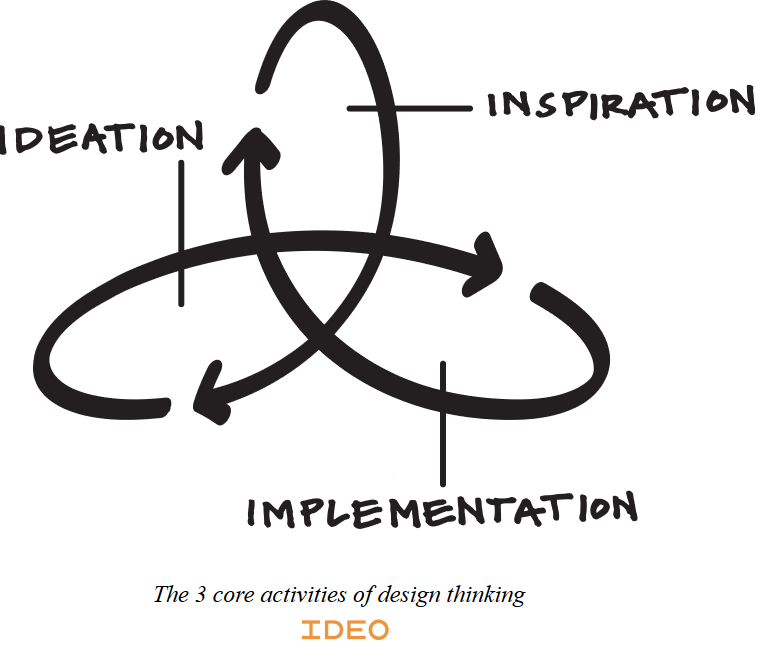 INSPIRATION
IDEATION
IMPLEMENTATION
The 3 core activities of design thinking
IDEO